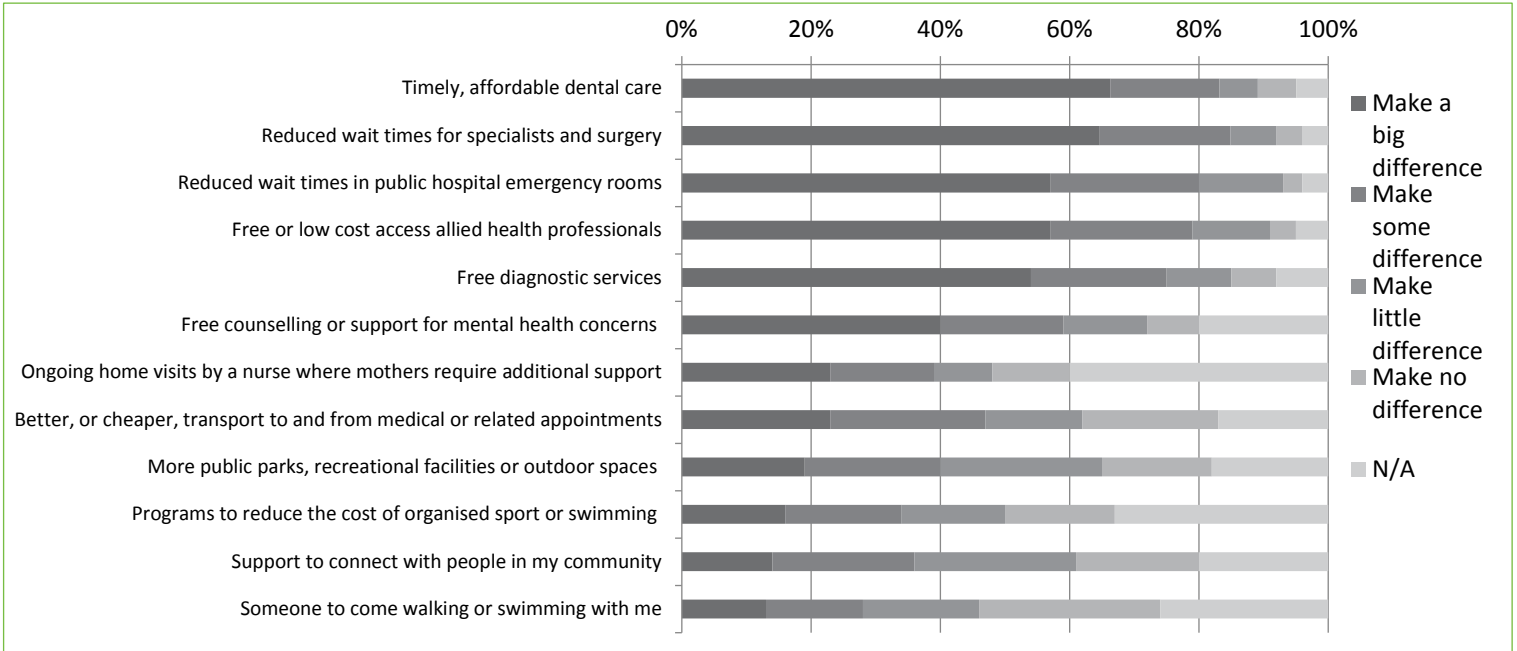 0% 20% 40% 60% 80% 100%
Timely, affordable dental care
Reduced wait times for specialists and surgery
Reduced wait times in public hospital emergency rooms
Free or low cost access allied health professionals
Free diagnostic services
Free counselling or support for mental health concerns
Ongoing home visits by a nurse where mothers require additional support
Better, or cheaper, transport to and from medical or related appointments
More public parks, recreational facilities or outdoor spaces
Programs to reduce the cost of organised sport or swimming
Support to connect with people in my community
Someone to come walking or swimming with me
Make a
big
difference
Make
some
difference
Make
little
difference
Make no
difference
N/A